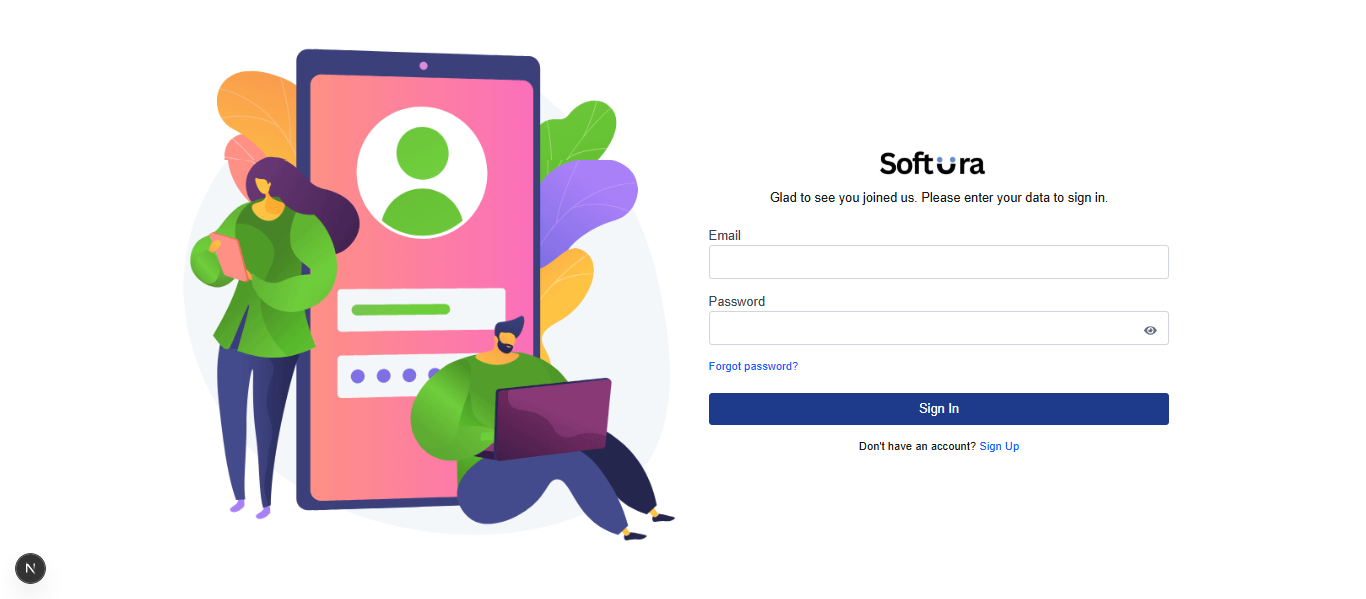 Softura
Glad to see you joined us. Please enter your data to sign in.
Email
Password
Forgot password?
Sign In
Don't have an account? Sign Up
N